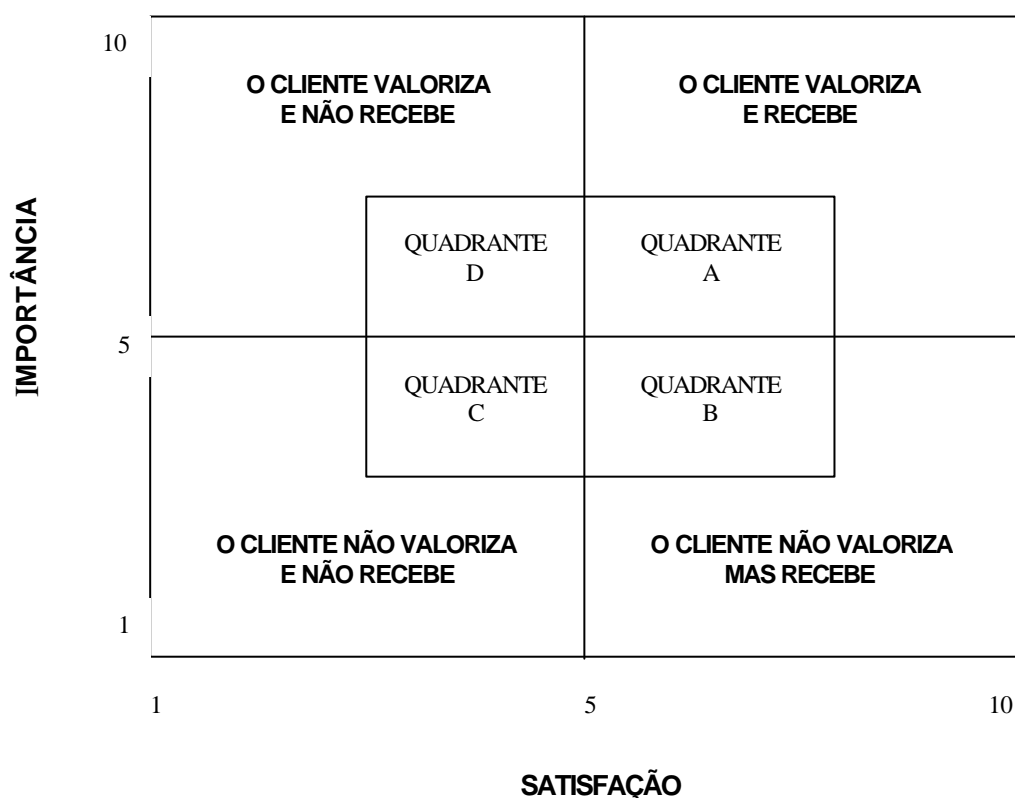 10
O CLIENTE VALORIZA
E NÃO RECEBE
O CLIENTE VALORIZA
E RECEBE
IMPORTÂNCIA
QUADRANTE
D
QUADRANTE
A
5
QUADRANTE
C
QUADRANTE
B
O CLIENTE NÃO VALORIZA
E NÃO RECEBE
O CLIENTE NÃO VALORIZA
MAS RECEBE
1
1
5
10
SATISFAÇÃO